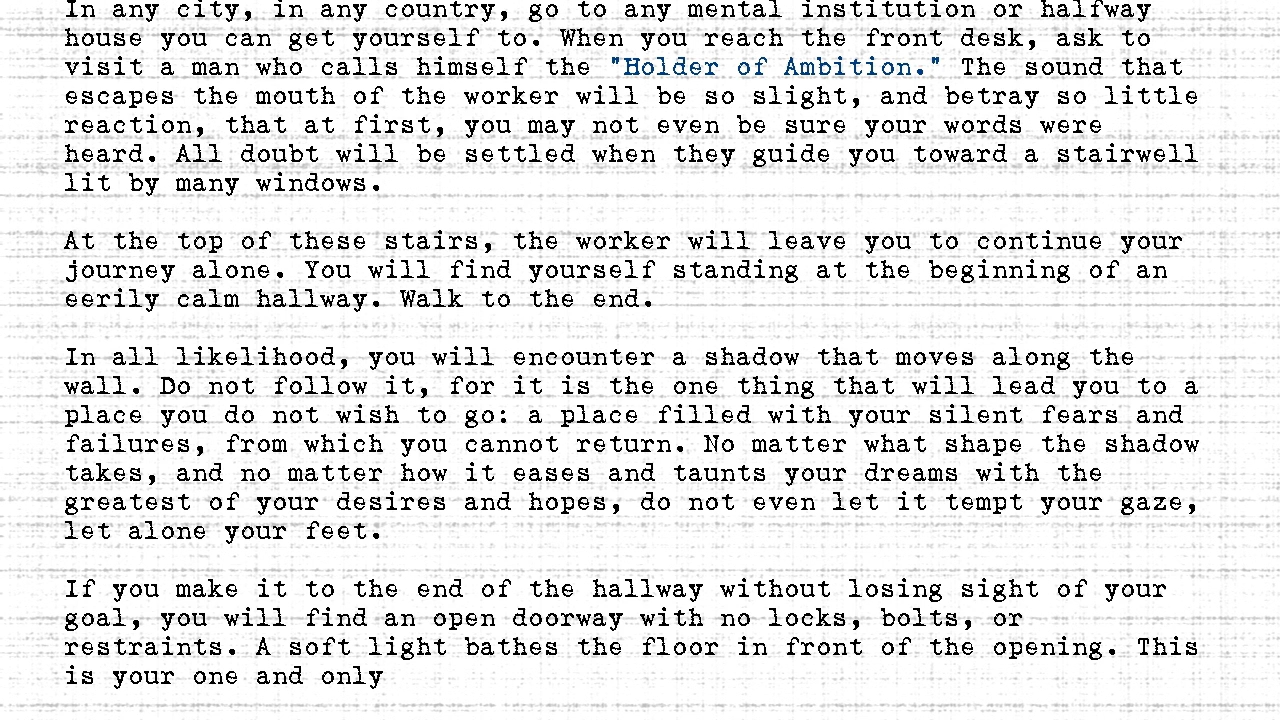 In any city, in any country, go to any mental institution or halfway
house you can get yourself to. When you reach the front desk, ask to
visit a man who calls himself the "Holder of Ambition." The sound that
escapes the mouth of the worker will be so slight, and betray so little
reaction, that at first, you may not even be sure your words were
heard. All doubt will be settled when they guide you toward a stairwell
lit by many windows.
At the top of these stairs, the worker will leave you to continue your
journey alone. You will find yourself standing at the beginning of an
eerily calm hallway. Walk to the end.
In all likelihood, you will encounter a shadow that moves along the
wall. Do not follow it, for it is the one thing that will lead you to a
place you do not wish to go: a place filled with your silent fears and
failures, from which you cannot return. No matter what shape the shadow
takes, and no matter how it eases and taunts your dreams with the
greatest of your desires and hopes, do not even let it tempt your gaze,
let alone your feet.
If you make it to the end of the hallway without losing sight of your
goal, you will find an open doorway with no locks, bolts, or
restraints. A soft light bathes the floor in front of the opening. This
is your one and only